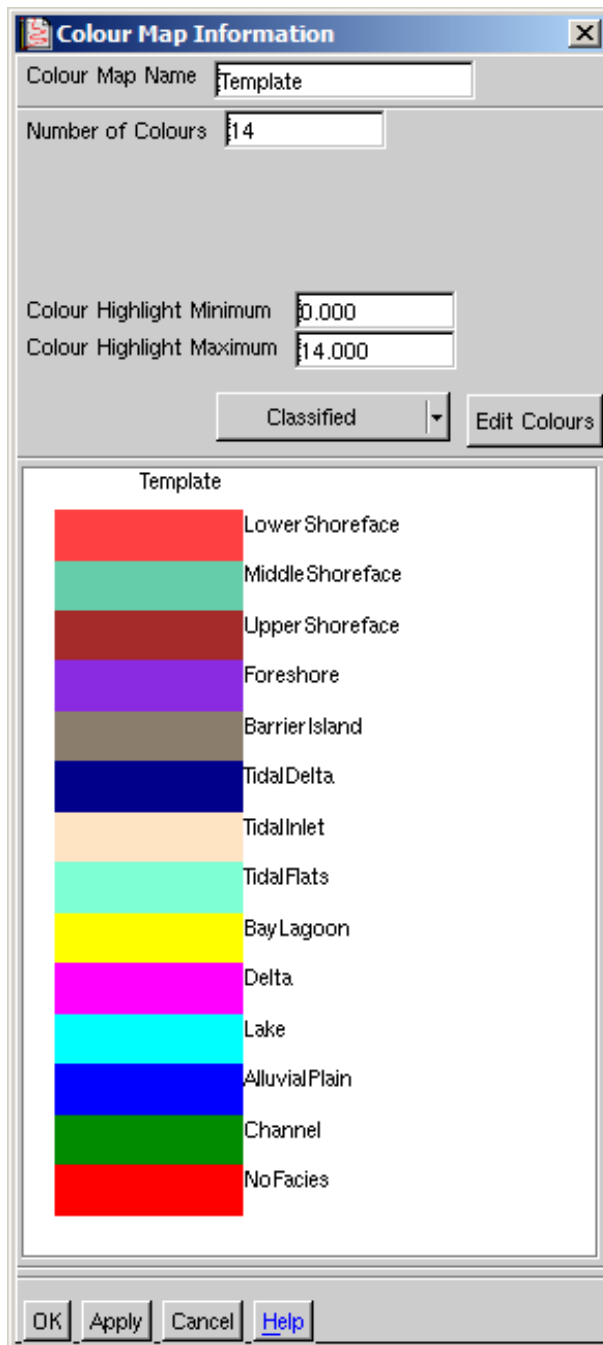 Colour Map Information
Colour Map Name Template
Number of Colours 14
Colour Highlight Minimum 0.000
Colour Highlight Maximum 14.000
Classified Edit Colours
Template
LowerShoreface
MiddleShoreface
UpperShoreface
Foreshore
BarrierIsland
TidalDelta
TidalInlet
TidalFlats
BayLagoon
Delta
Lake
AlluvialPlain
Channel
NoFacies
OK Apply Cancel Help